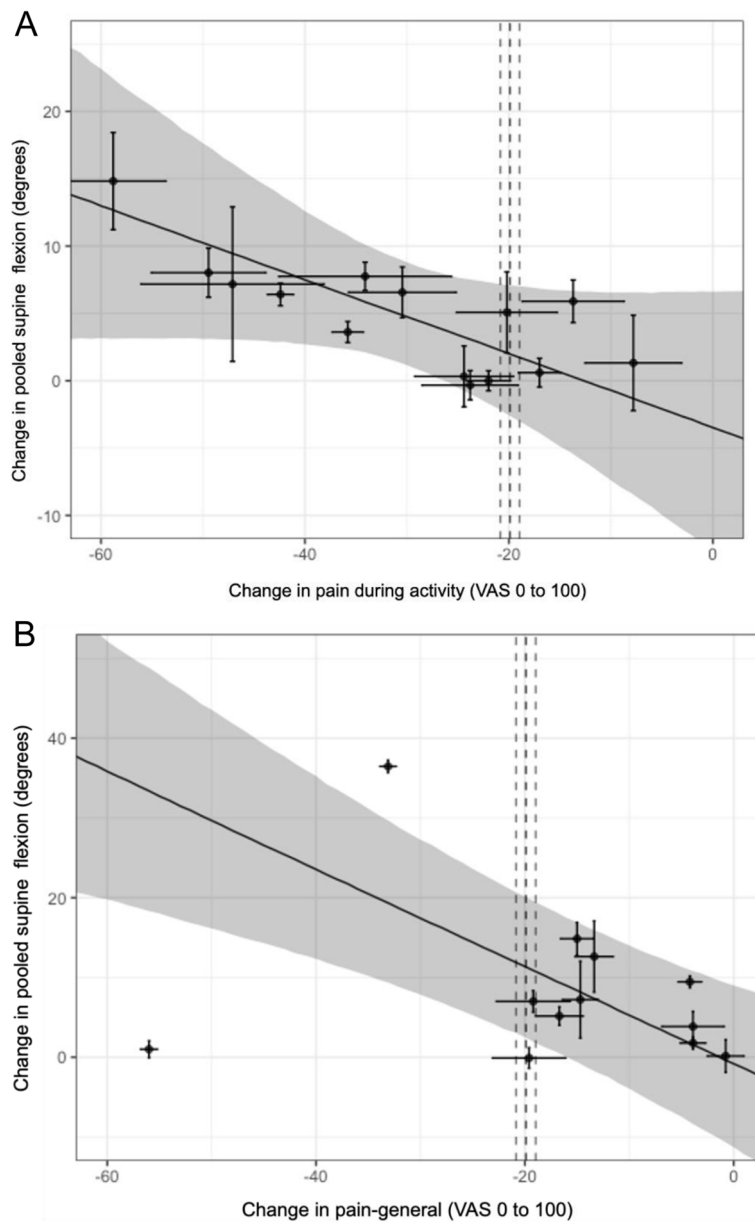 A
Change in pooled supine flexion (degrees)
20
10
0
-10
-60
-40
-20
0
Change in pain during activity (VAS 0 to 100)
B
Change in pooled supine flexion (degrees)
40
20
0
-60
-40
-20
0
Change in pain-general (VAS 0 to 100)